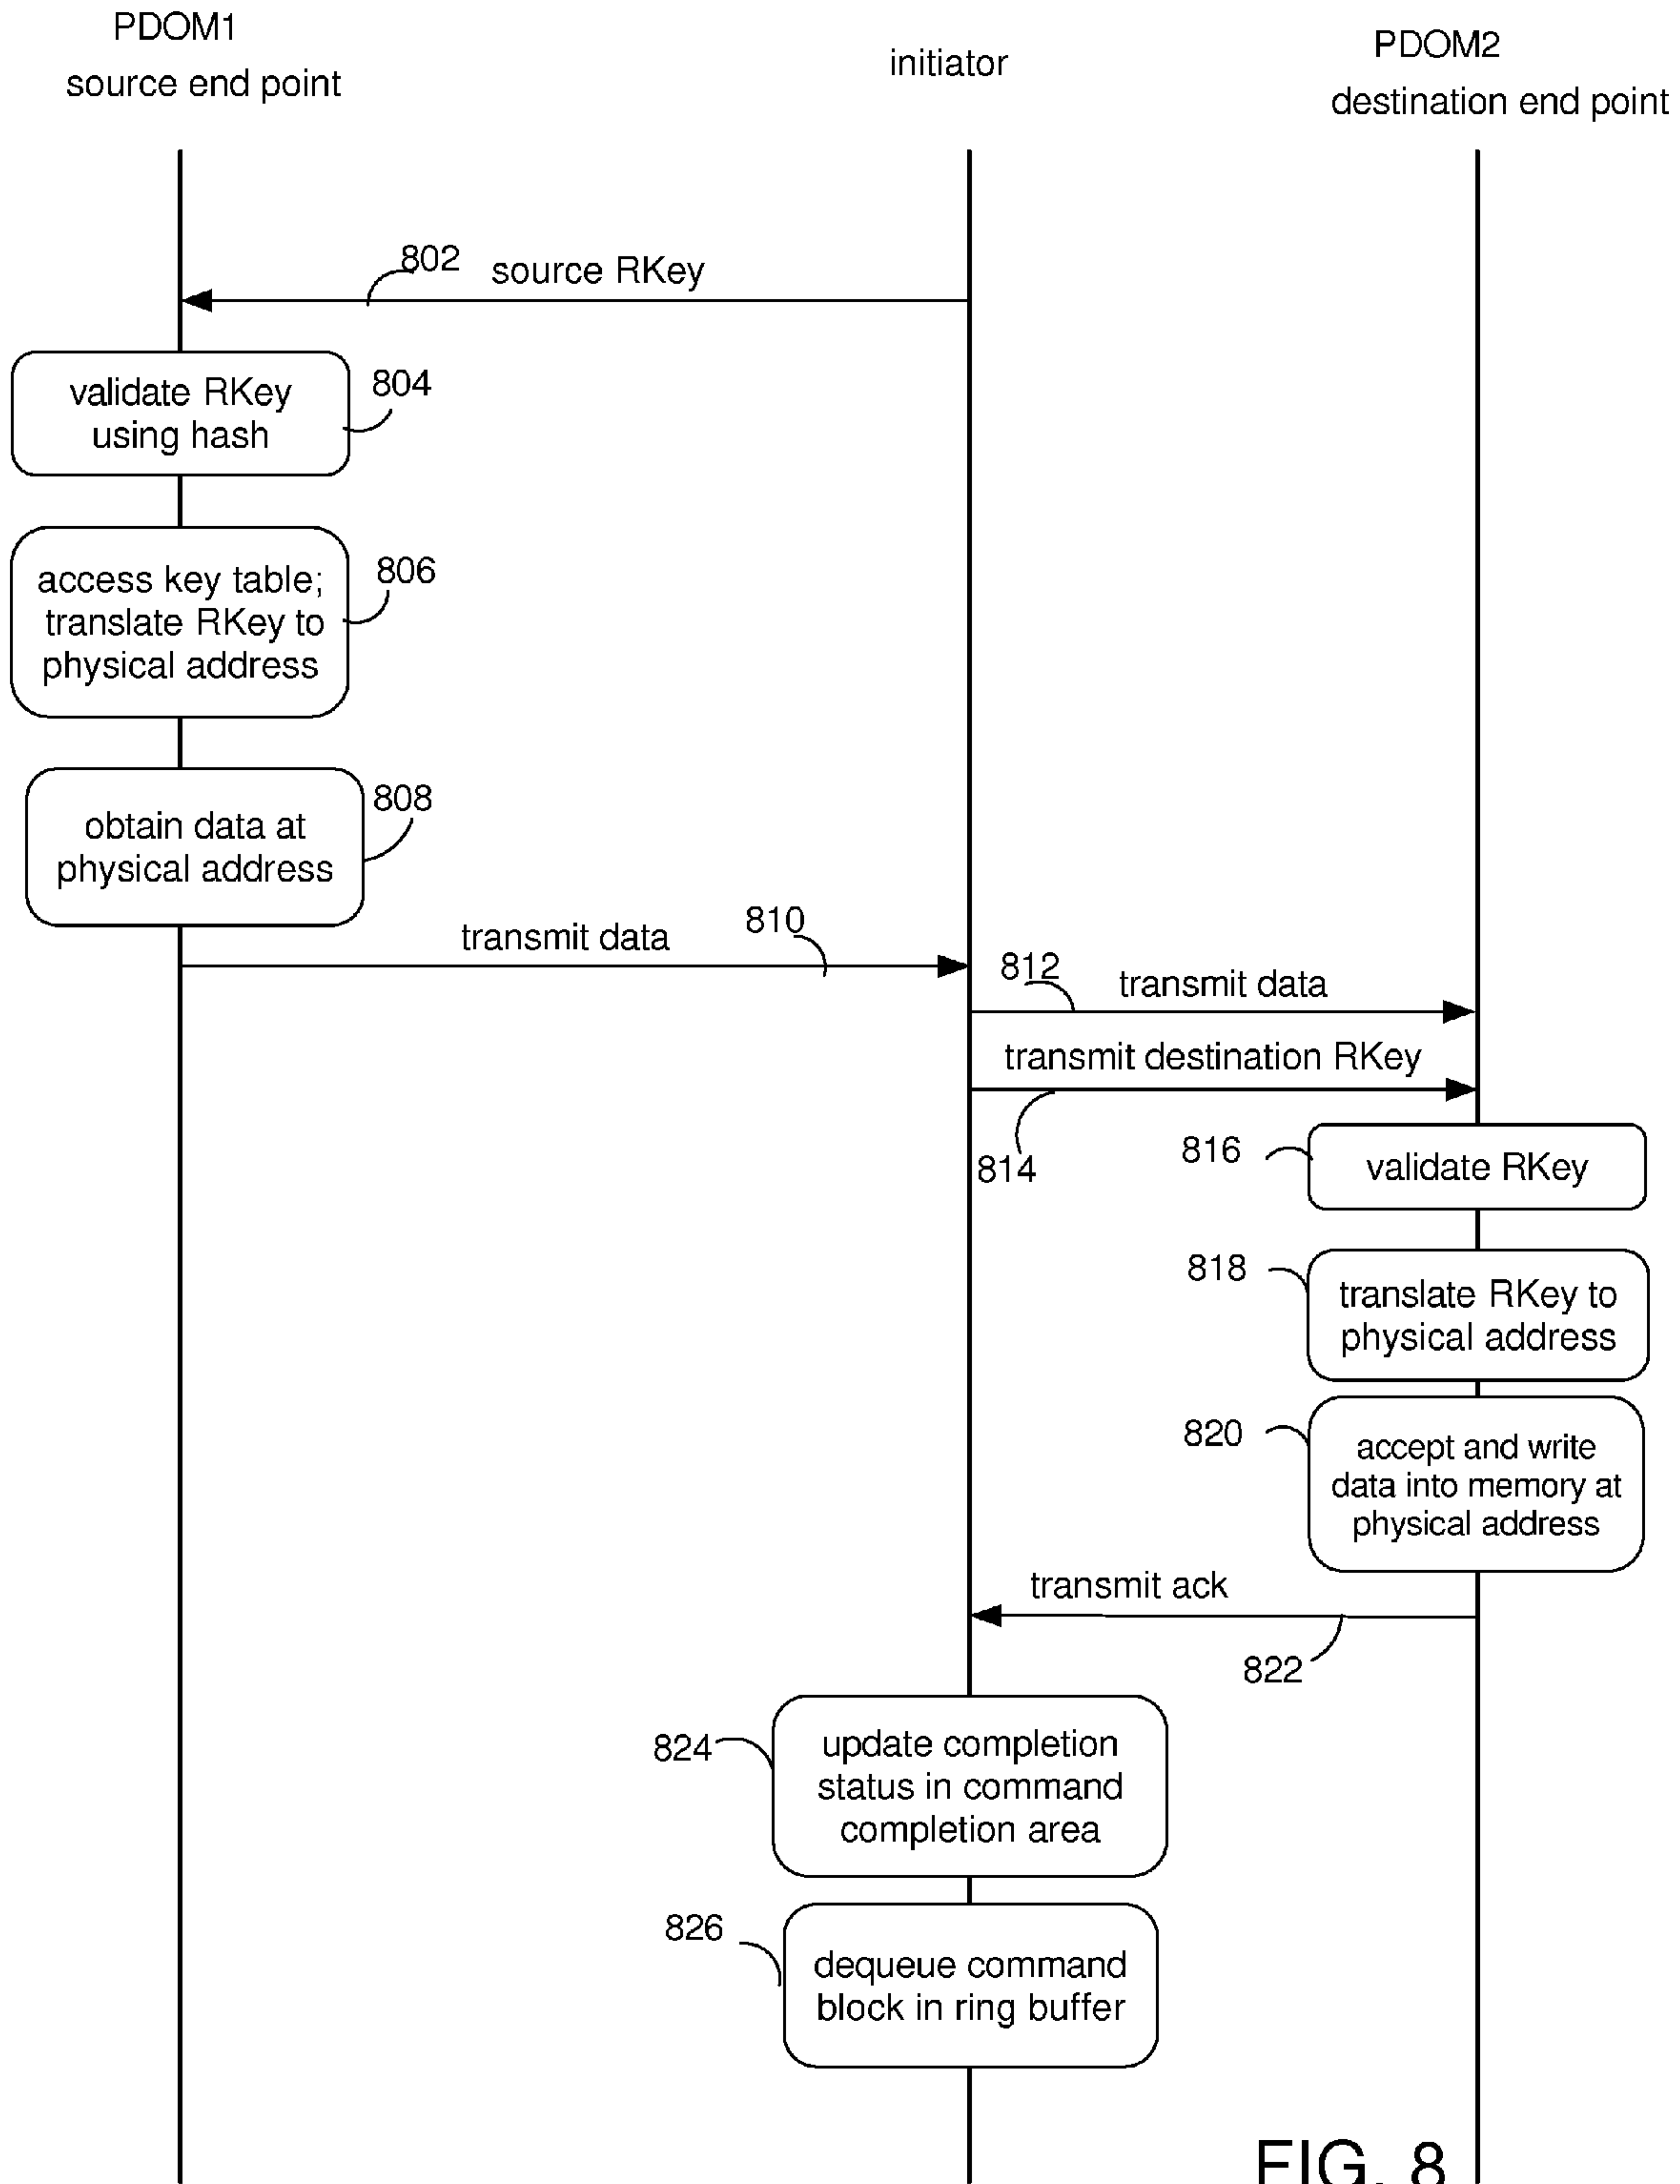 PDOM1
source end point
initiator
PDOM2
destination end point
802
source RKey
validate RKey
using hash
804
access key table;
translate RKey to
physical address
806
obtain data at
physical address
808
transmit data
810
812
transmit data
transmit destination RKey
814
816
validate RKey
818
translate RKey to
physical address
820
accept and write
data into memory at
physical address
transmit ack
822
824
update completion
status in command
completion area
826
dequeue command
block in ring buffer
FIG. 8